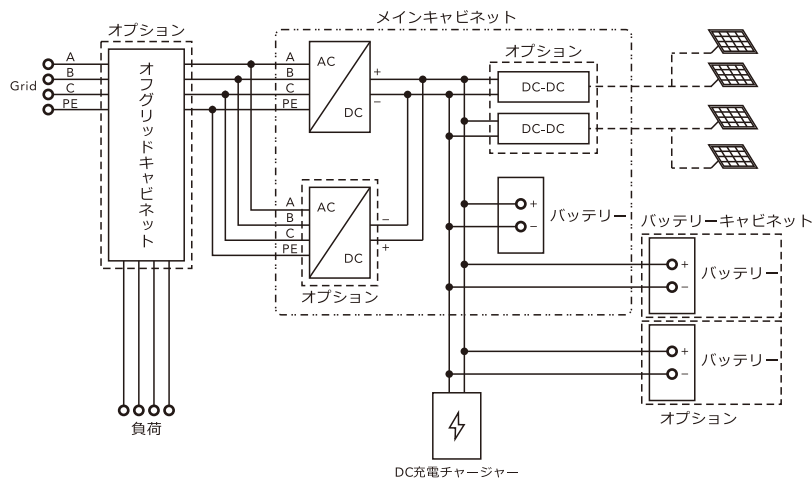 メインキャビネット
オプション
オプション
Grid
A
B
C
PE
オフグリッドキャビネット
A
B
C
PE
AC
DC
+
−
DC-DC
DC-DC
A
B
C
PE
AC
DC
−
+
オプション
+
−
バッテリー
バッテリーキャビネット
+
−
バッテリー
+
−
バッテリー
オプション
負荷
DC充電チャージャー